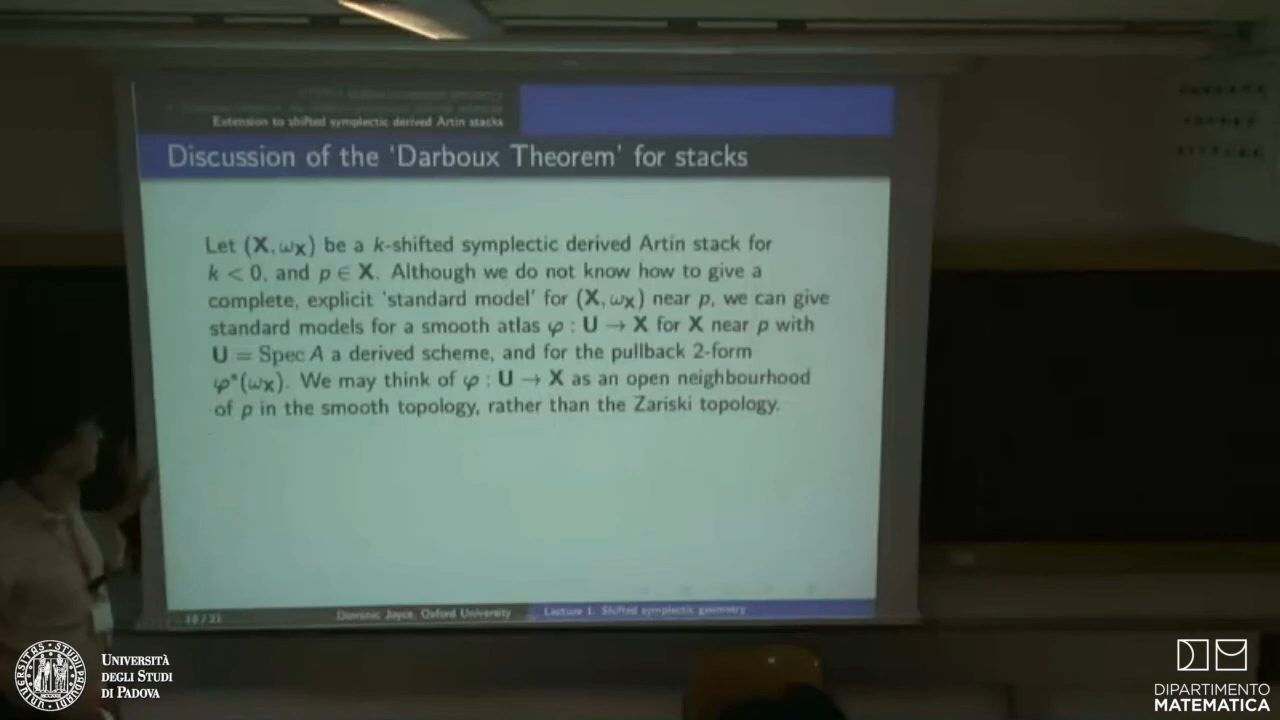 Extension to shifted symplectic derived Artin stacks
Discussion of the 'Darboux Theorem' for stacks
Let (X, ωX) be a k-shifted symplectic derived Artin stack for
k < 0, and p ∈ X. Although we do not know how to give a
complete, explicit 'standard model' for (X, ωX) near p, we can give
standard models for a smooth atlas φ : U → X for X near p with
U = Spec A a derived scheme, and for the pullback 2-form
φ*(ωX). We may think of φ : U → X as an open neighbourhood
of p in the smooth topology, rather than the Zariski topology.
Dominic Joyce, Oxford University
Lecture 1: Shifted symplectic geometry
UNIVERSITÀ
DEGLI STUDI
DI PADOVA
DIPARTIMENTO
MATEMATICA